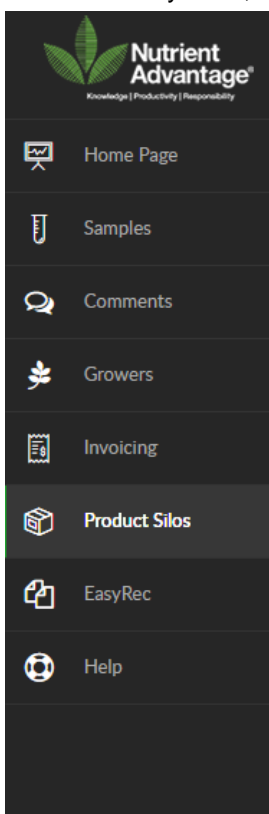 Nutrient
Advantage®
Knowledge | Productivity | Responsibility
Home Page
Samples
Comments
Growers
Invoicing
Product Silos
EasyRec
Help